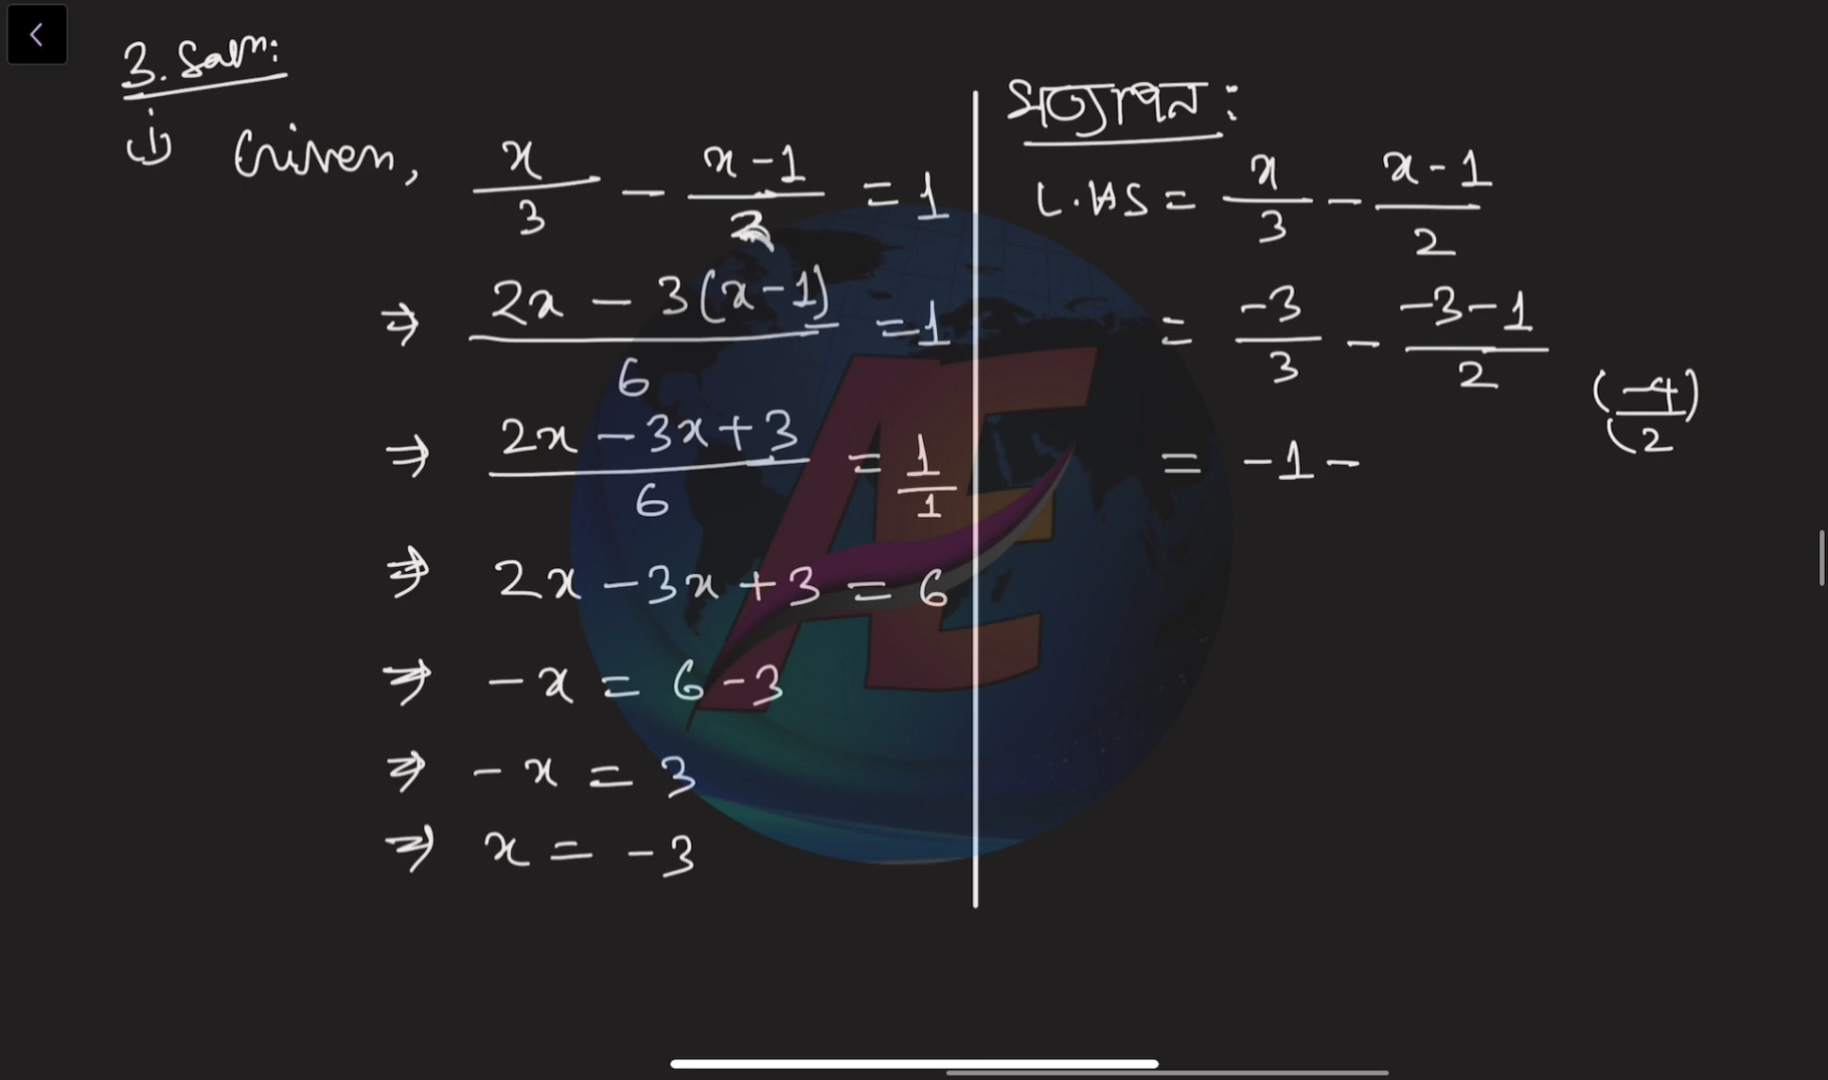 3. Soln:
(i) Given, x/3 - (x-1)/2 = 1
⇒ (2x - 3(x-1))/6 = 1
⇒ (2x - 3x + 3)/6 = 1/1
⇒ 2x - 3x + 3 = 6
⇒ -x = 6 - 3
⇒ -x = 3
⇒ x = -3
সত্যাপন:
L.HS = x/3 - (x-1)/2
= -3/3 - (-3-1)/2
(-4)/(2
= -1 -
AE